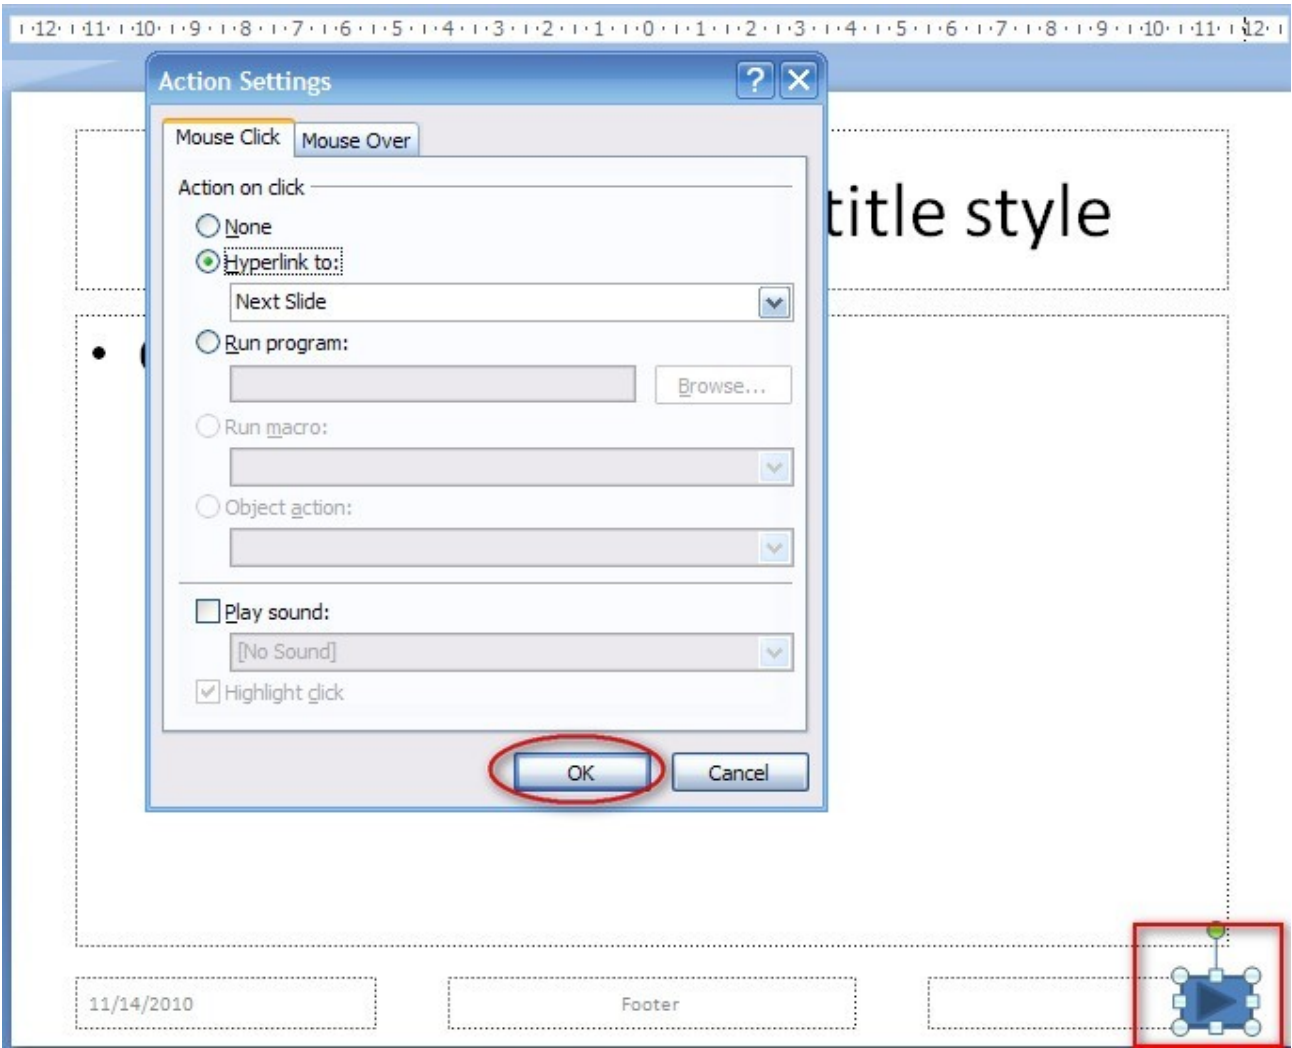 12 11 10 9 8 7 6 5 4 3 2 1 0 1 2 3 4 5 6 7 8 9 10 11 12
Action Settings
Mouse Click Mouse Over
Action on click
None
title style
Hyperlink to:
Next Slide
Run program:
Browse...
Run macro:
Object action:
Play sound:
[No Sound]
Highlight click
OK Cancel
11/14/2010 Footer